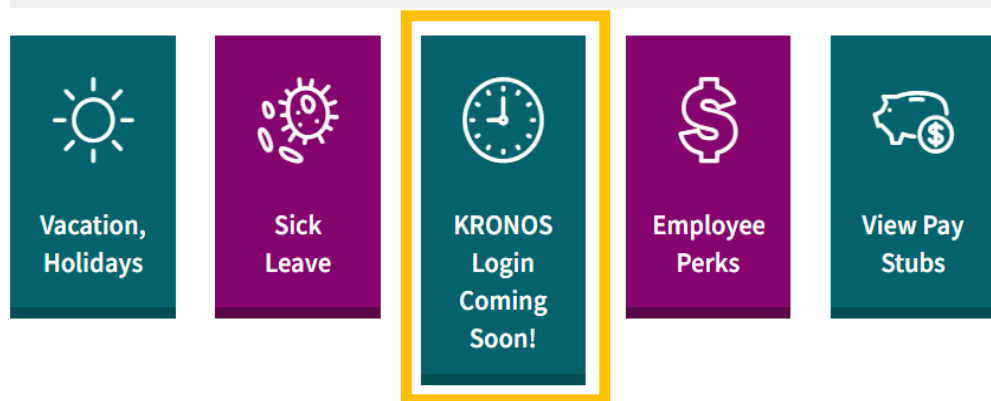 Vacation,
Holidays
Sick
Leave
KRONOS
Login
Coming
Soon!
Employee
Perks
View Pay
Stubs